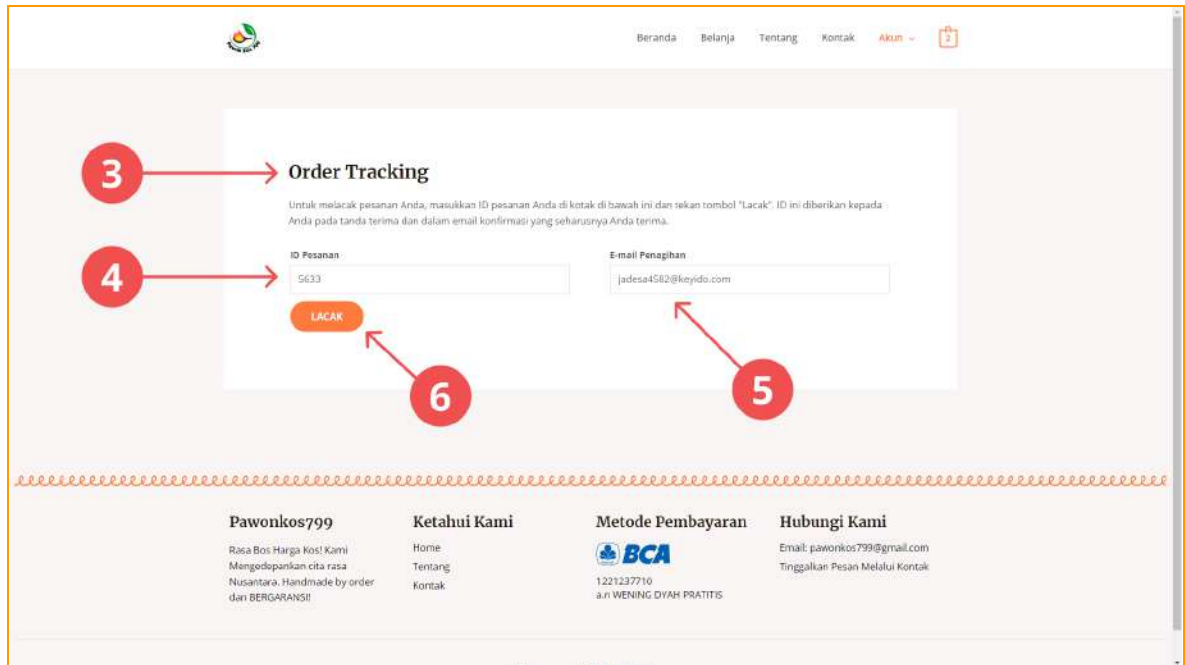 Beranda Belanja Tentang Kontak Akun 2
3
Order Tracking
Untuk melacak pesanan Anda, masukkan ID pesanan Anda di kotak di bawah ini dan tekan tombol "Lacak". ID ini diberikan kepada
Anda pada tanda terima dan dalam email konfirmasi yang seharusnya Anda terima.
ID Pesanan
E-mail Penagihan
4
5633
jadesa4582@keyido.com
LACAK
6
5
Pawonkos799
Rasa Bos Harga Kos! Kami
Mengedepankan cita rasa
Nusantara. Handmade by order
dan BERGARANSI!
Ketahui Kami
Home
Tentang
Kontak
Metode Pembayaran
BCA
1221237710
a.n WENING DYAH PRATITIS
Hubungi Kami
Email: pawonkos799@gmail.com
Tinggalkan Pesan Melalui Kontak